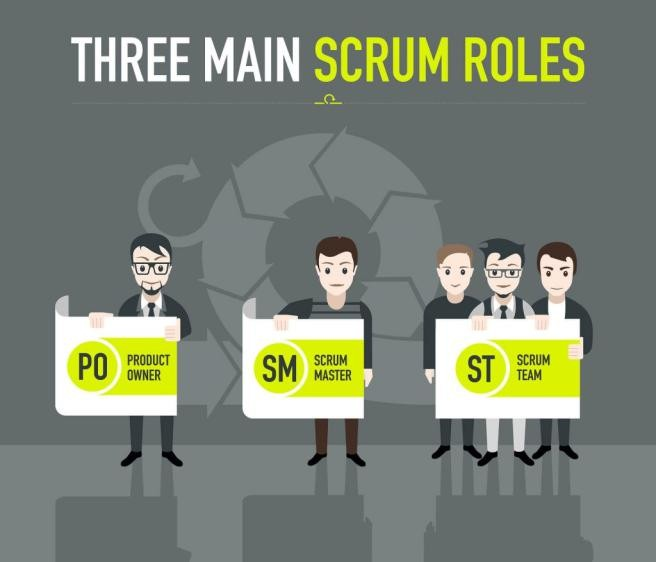 THREE MAIN SCRUM ROLES
PO
PRODUCT
OWNER
SM
SCRUM
MASTER
ST
SCRUM
TEAM